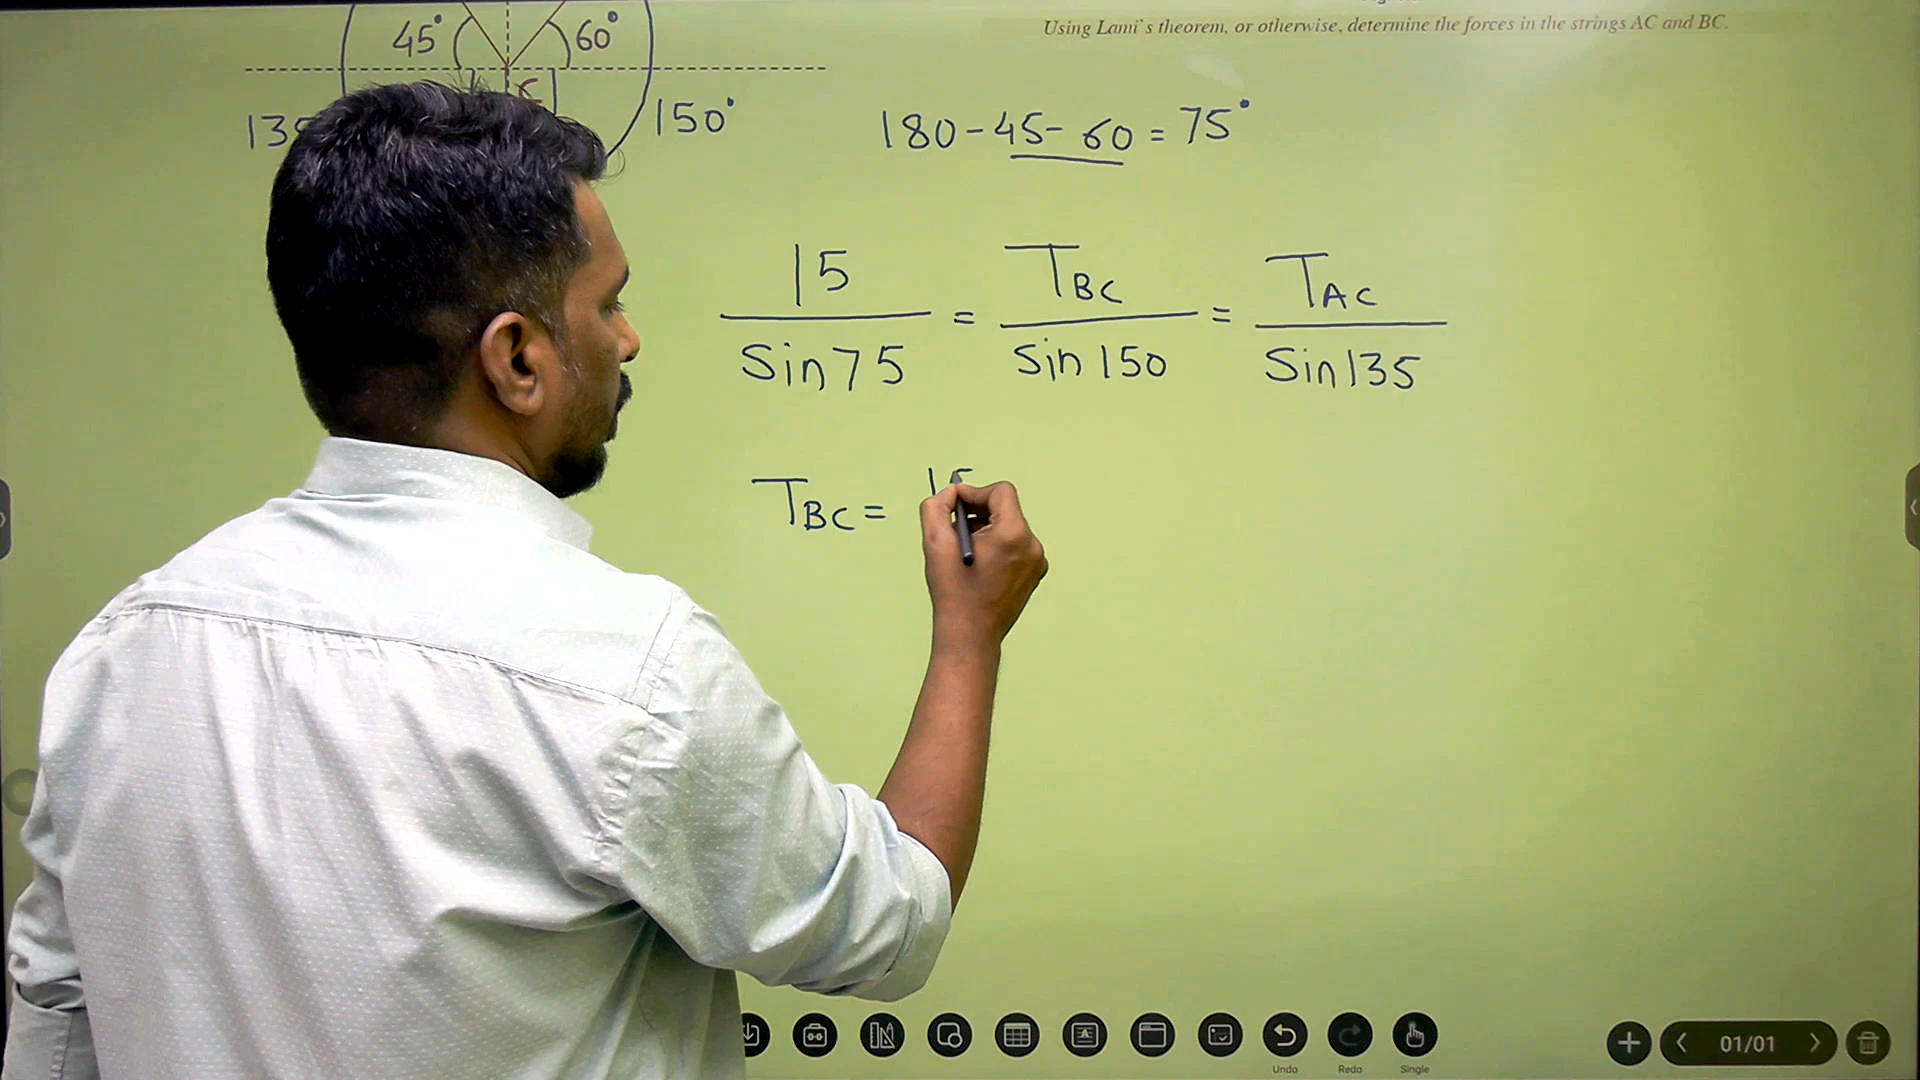 Using Lami's theorem, or otherwise, determine the forces in the strings AC and BC.
45° 60°
150°
180 - 45 - 60 = 75°
15 / Sin75 = TBC / Sin150 = TAC / Sin135
TBC = 15
Undo Redo Single
01/01